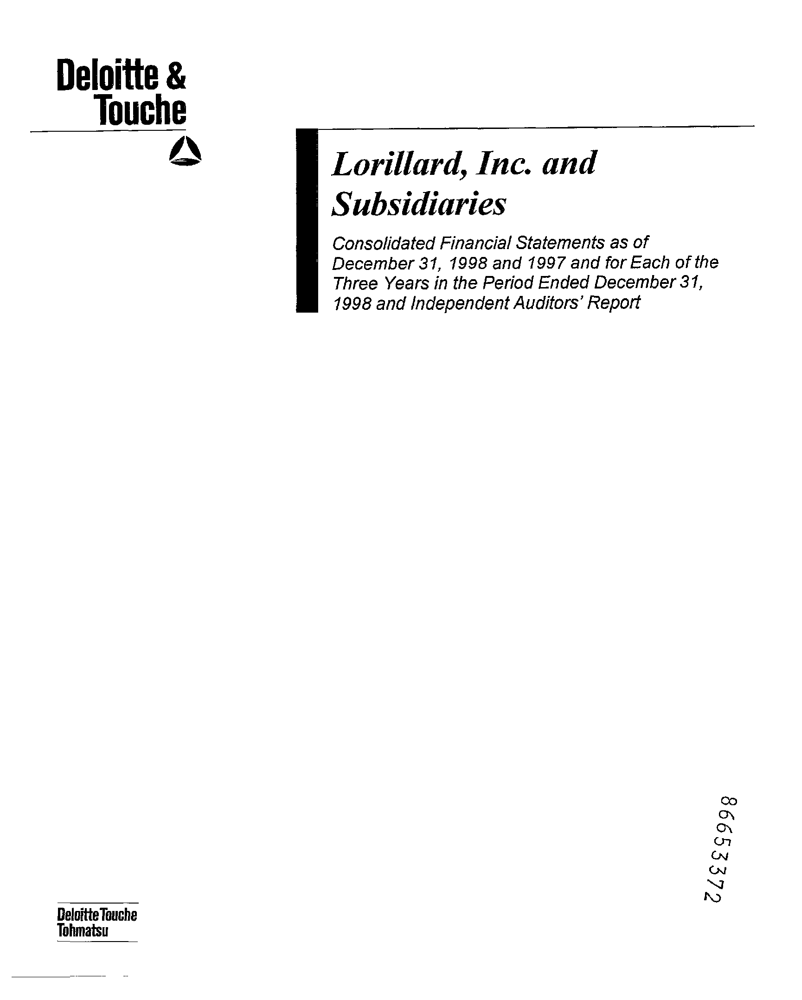 Deloitte &
Touche
Lorillard, Inc. and
Subsidiaries
Consolidated Financial Statements as of
December 31, 1998 and 1997 and for Each of the
Three Years in the Period Ended December 31,
1998 and Independent Auditors' Report
86653372
Deloitte Touche
Tohmatsu